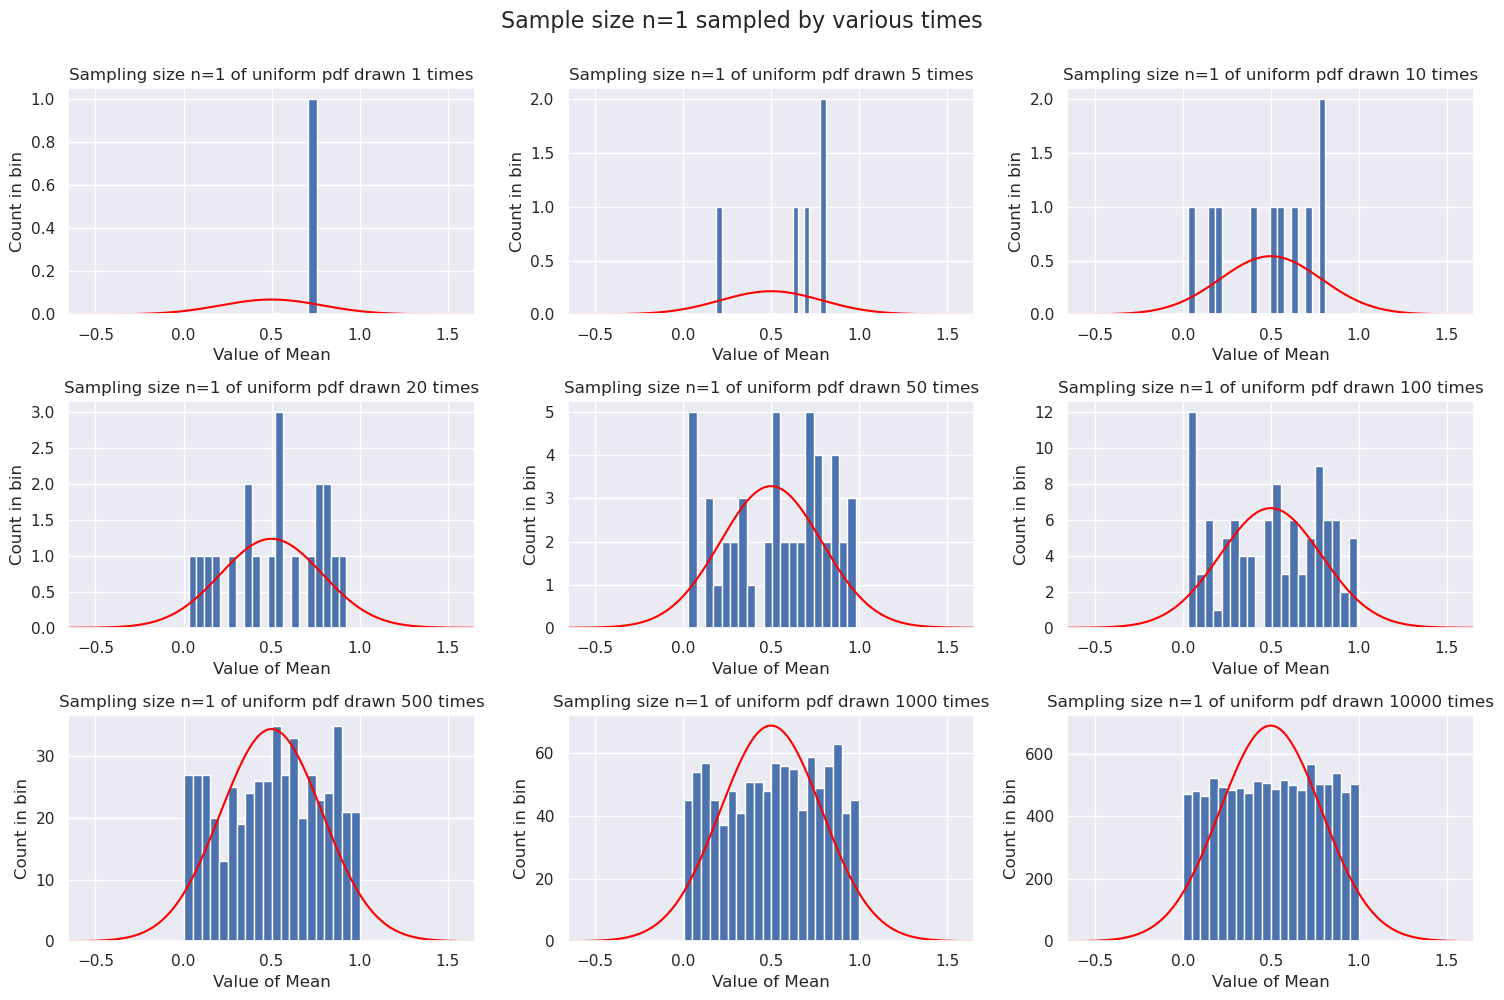 Sample size n=1 sampled by various times
Sampling size n=1 of uniform pdf drawn 1 times
Count in bin
1.0
0.8
0.6
0.4
0.2
0.0
−0.5 0.0 0.5 1.0 1.5
Value of Mean
Sampling size n=1 of uniform pdf drawn 5 times
Count in bin
2.0
1.5
1.0
0.5
0.0
−0.5 0.0 0.5 1.0 1.5
Value of Mean
Sampling size n=1 of uniform pdf drawn 10 times
Count in bin
2.0
1.5
1.0
0.5
0.0
−0.5 0.0 0.5 1.0 1.5
Value of Mean
Sampling size n=1 of uniform pdf drawn 20 times
Count in bin
3.0
2.5
2.0
1.5
1.0
0.5
0.0
−0.5 0.0 0.5 1.0 1.5
Value of Mean
Sampling size n=1 of uniform pdf drawn 50 times
Count in bin
5
4
3
2
1
0
−0.5 0.0 0.5 1.0 1.5
Value of Mean
Sampling size n=1 of uniform pdf drawn 100 times
Count in bin
12
10
8
6
4
2
0
−0.5 0.0 0.5 1.0 1.5
Value of Mean
Sampling size n=1 of uniform pdf drawn 500 times
Count in bin
30
20
10
0
−0.5 0.0 0.5 1.0 1.5
Value of Mean
Sampling size n=1 of uniform pdf drawn 1000 times
Count in bin
60
40
20
0
−0.5 0.0 0.5 1.0 1.5
Value of Mean
Sampling size n=1 of uniform pdf drawn 10000 times
Count in bin
600
400
200
0
−0.5 0.0 0.5 1.0 1.5
Value of Mean